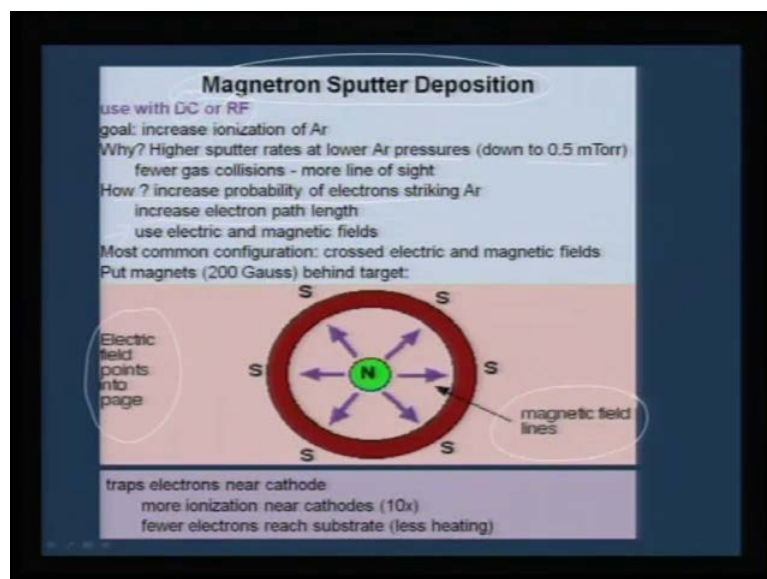 Magnetron Sputter Deposition
use with DC or RF
goal: increase ionization of Ar
Why? Higher sputter rates at lower Ar pressures (down to 0.5 mTorr)
fewer gas collisions - more line of sight
How ? increase probability of electrons striking Ar
increase electron path length
use electric and magnetic fields
Most common configuration: crossed electric and magnetic fields
Put magnets (200 Gauss) behind target:
S
S
Electric
field
points
into
page
S
N
S
magnetic field
lines
S
S
traps electrons near cathode
more ionization near cathodes (10x)
fewer electrons reach substrate (less heating)